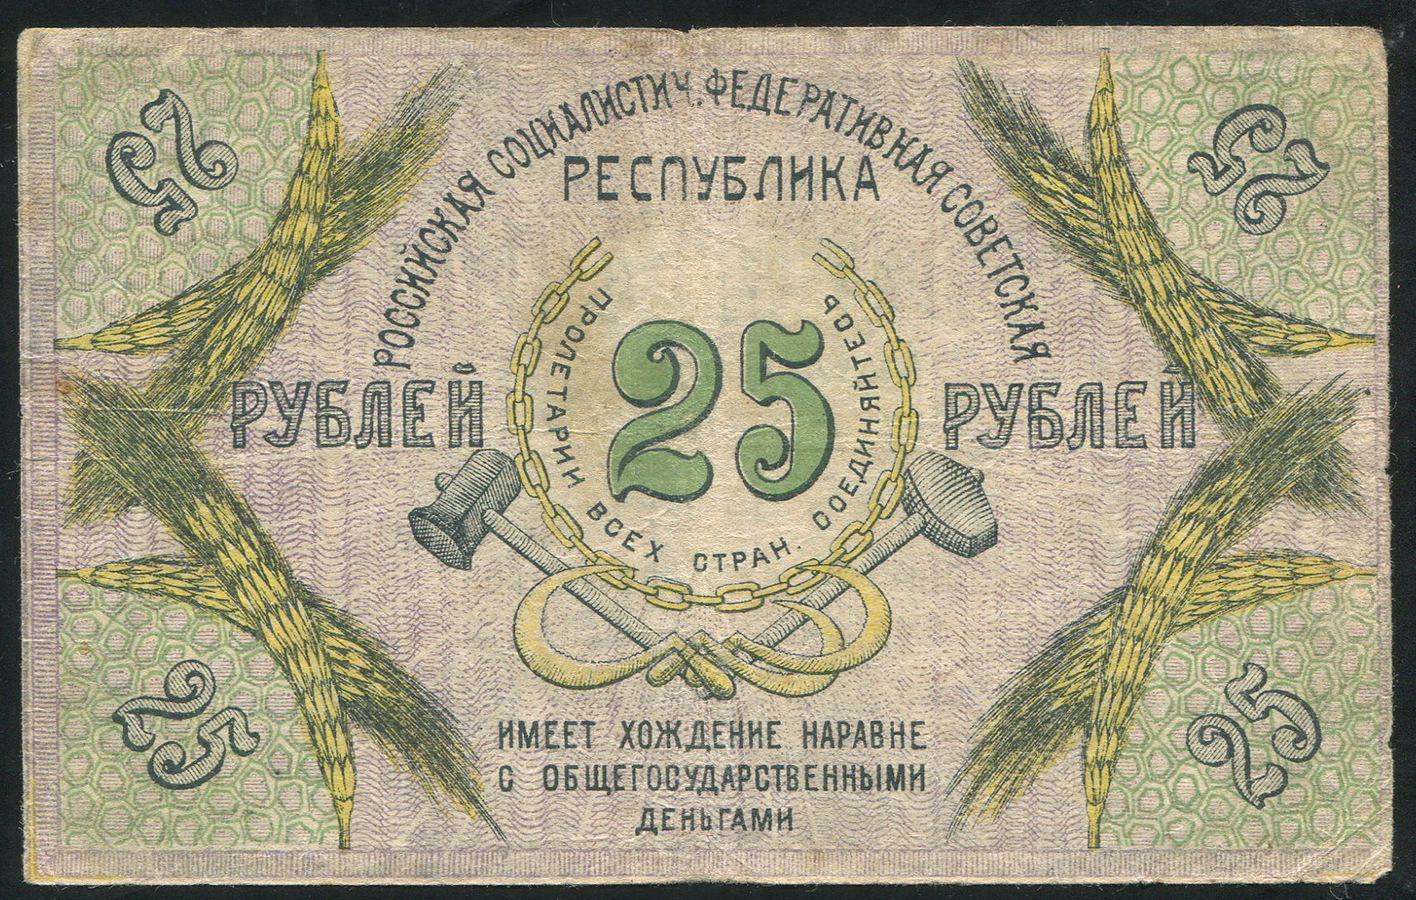 25
25
РОССИЙСКАЯ СОЦИАЛИСТИЧ. ФЕДЕРАТИВНАЯ СОВЕТСКАЯ
РЕСПУБЛИКА
ПРОЛЕТАРИИ ВСЕХ СТРАН. СОЕДИНЯЙТЕСЬ
25
РУБЛЕЙ
РУБЛЕЙ
25
25
ИМЕЕТ ХОЖДЕНИЕ НАРАВНЕ
С ОБЩЕГОСУДАРСТВЕННЫМИ
ДЕНЬГАМИ